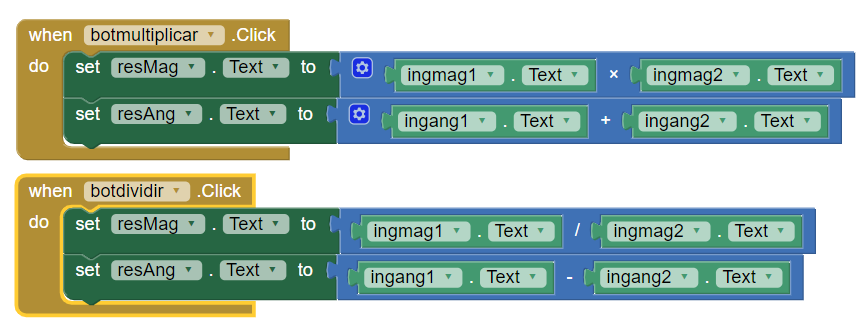 when botmultiplicar .Click
do set resMag . Text to ingmag1 . Text × ingmag2 . Text
set resAng . Text to ingang1 . Text + ingang2 . Text
when botdividir .Click
do set resMag . Text to ingmag1 . Text / ingmag2 . Text
set resAng . Text to ingang1 . Text - ingang2 . Text